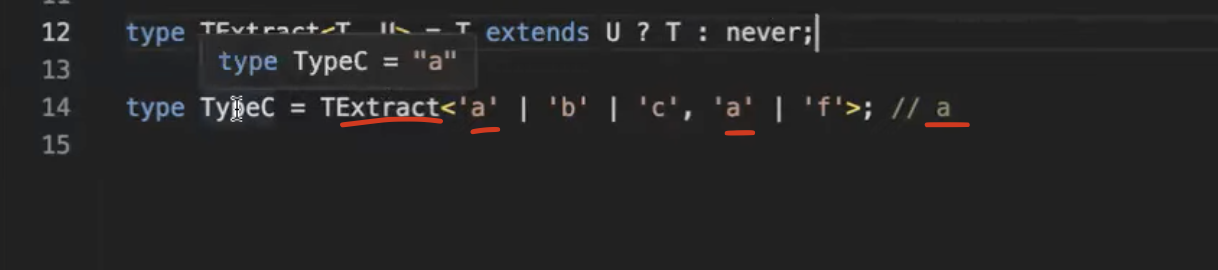 12 type TExtract<T, U> = T extends U ? T : never;
type TypeC = "a"
13
14 type TypeC = TExtract<'a' | 'b' | 'c', 'a' | 'f'>; // a
15